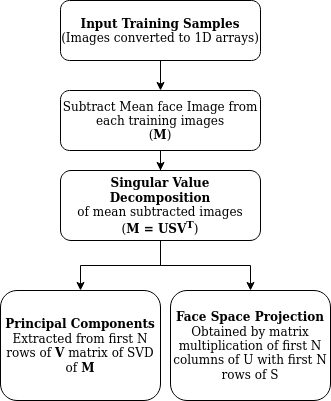 Input Training Samples
(Images converted to 1D arrays)
Subtract Mean face Image from
each training images
(M)
Singular Value
Decomposition
of mean subtracted images
(M = USVᵀ)
Principal Components
Extracted from first N
rows of V matrix of SVD
of M
Face Space Projection
Obtained by matrix
multiplication of first N
columns of U with first N
rows of S